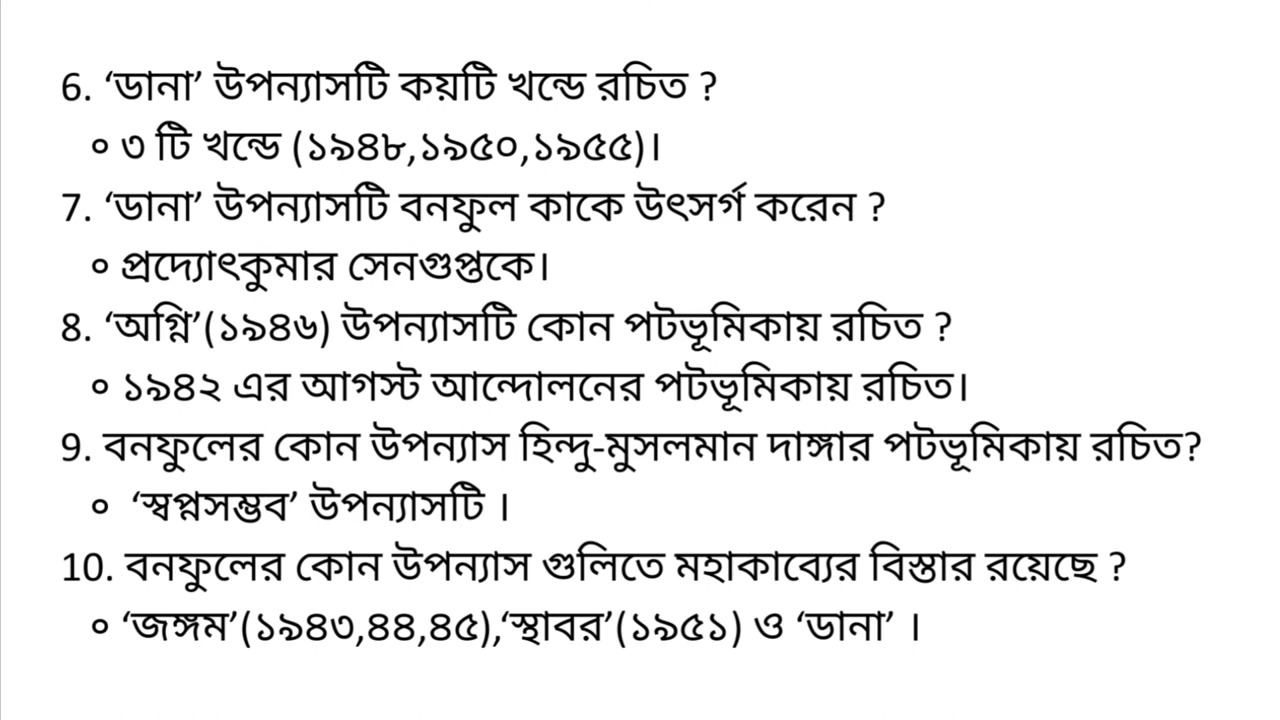 6. ‘ডানা’ উপন্যাসটি কয়টি খন্ডে রচিত ?
০ ৩ টি খন্ডে (১৯৪৮,১৯৫০,১৯৫৫)।
7. ‘ডানা’ উপন্যাসটি বনফুল কাকে উৎসর্গ করেন ?
০ প্রদ্যোৎকুমার সেনগুপ্তকে।
8. ‘অগ্নি’(১৯৪৬) উপন্যাসটি কোন পটভূমিকায় রচিত ?
০ ১৯৪২ এর আগস্ট আন্দোলনের পটভূমিকায় রচিত।
9. বনফুলের কোন উপন্যাস হিন্দু-মুসলমান দাঙ্গার পটভূমিকায় রচিত?
০ ‘স্বপ্নসম্ভব’ উপন্যাসটি ।
10. বনফুলের কোন উপন্যাস গুলিতে মহাকাব্যের বিস্তার রয়েছে ?
০ ‘জঙ্গম’(১৯৪৩,৪৪,৪৫),‘স্থাবর’(১৯৫১) ও ‘ডানা’ ।